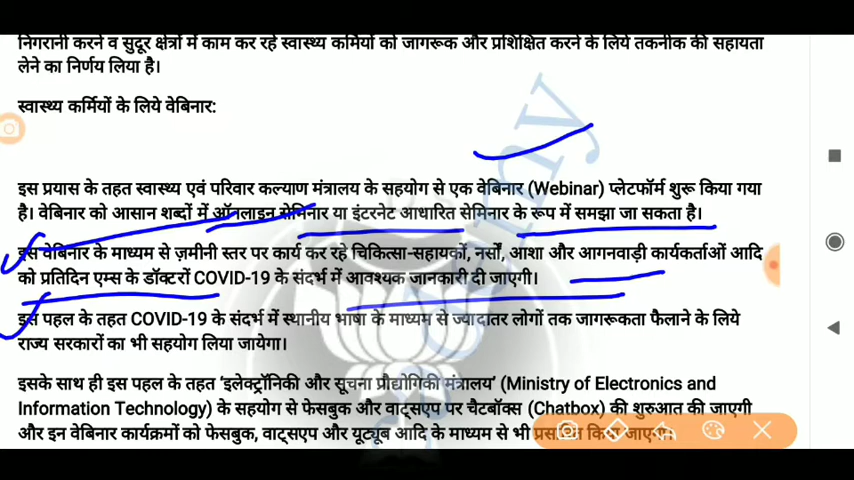 निगरानी करने व सुदूर क्षेत्रों में काम कर रहे स्वास्थ्य कर्मियों को जागरूक और प्रशिक्षित करने के लिये तकनीक की सहायता
लेने का निर्णय लिया है।
स्वास्थ्य कर्मियों के लिये वेबिनार:
इस प्रयास के तहत स्वास्थ्य एवं परिवार कल्याण मंत्रालय के सहयोग से एक वेबिनार (Webinar) प्लेटफॉर्म शुरू किया गया
है। वेबिनार को आसान शब्दों में ऑनलाइन सेमिनार या इंटरनेट आधारित सेमिनार के रूप में समझा जा सकता है।
इस वेबिनार के माध्यम से ज़मीनी स्तर पर कार्य कर रहे चिकित्सा-सहायकों, नर्सों, आशा और आगनवाड़ी कार्यकर्ताओं आदि
को प्रतिदिन एम्स के डॉक्टरों COVID-19 के संदर्भ में आवश्यक जानकारी दी जाएगी।
इस पहल के तहत COVID-19 के संदर्भ में स्थानीय भाषा के माध्यम से ज्यादातर लोगों तक जागरूकता फैलाने के लिये
राज्य सरकारों का भी सहयोग लिया जायेगा।
इसके साथ ही इस पहल के तहत ‘इलेक्ट्रॉनिकी और सूचना प्रौद्योगिकी मंत्रालय’ (Ministry of Electronics and
Information Technology) के सहयोग से फेसबुक और वाट्सएप पर चैटबॉक्स (Chatbox) की शुरुआत की जाएगी
और इन वेबिनार कार्यक्रमों को फेसबुक, वाट्सएप और यूट्यूब आदि के माध्यम से भी प्रसारित किया जाएगा।